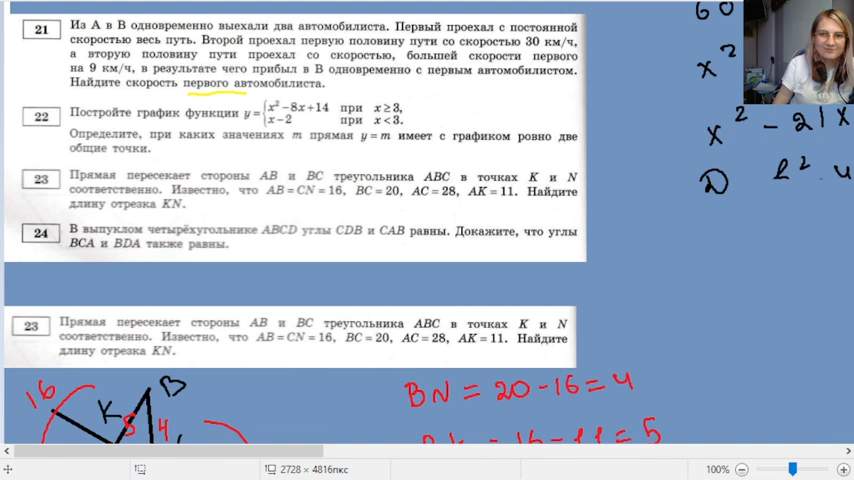 21
Из А в В одновременно выехали два автомобилиста. Первый проехал с постоянной
скоростью весь путь. Второй проехал первую половину пути со скоростью 30 км/ч,
а вторую половину пути проехал со скоростью, большей скорости первого
на 9 км/ч, в результате чего прибыл в В одновременно с первым автомобилистом.
Найдите скорость первого автомобилиста.
22
Постройте график функции y = { x² − 8x + 14 при x ≥ 3,
x − 2 при x < 3.
Определите, при каких значениях m прямая y = m имеет с графиком ровно две
общие точки.
23
Прямая пересекает стороны AB и BC треугольника ABC в точках K и N
соответственно. Известно, что AB = CN = 16, BC = 20, AC = 28, AK = 11. Найдите
длину отрезка KN.
24
В выпуклом четырёхугольнике ABCD углы CDB и CAB равны. Докажите, что углы
BCA и BDA также равны.
60
x²
x² − 21x
D
23
Прямая пересекает стороны AB и BC треугольника ABC в точках K и N
соответственно. Известно, что AB = CN = 16, BC = 20, AC = 28, AK = 11. Найдите
длину отрезка KN.
16
K
B
5
4
BN = 20 − 16 = 4
= 16 − 11 = 5
2728 × 4816пкс
100%